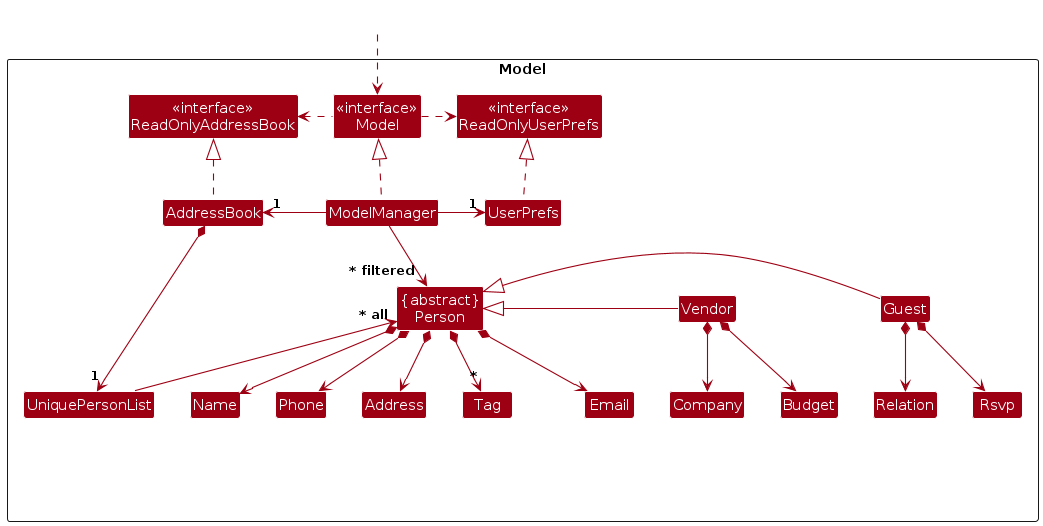 Model
«interface»
ReadOnlyAddressBook
«interface»
Model
«interface»
ReadOnlyUserPrefs
AddressBook
1
ModelManager
1
UserPrefs
* filtered
{abstract}
Person
* all
Vendor
Guest
1
*
UniquePersonList
Name
Phone
Address
Tag
Email
Company
Budget
Relation
Rsvp